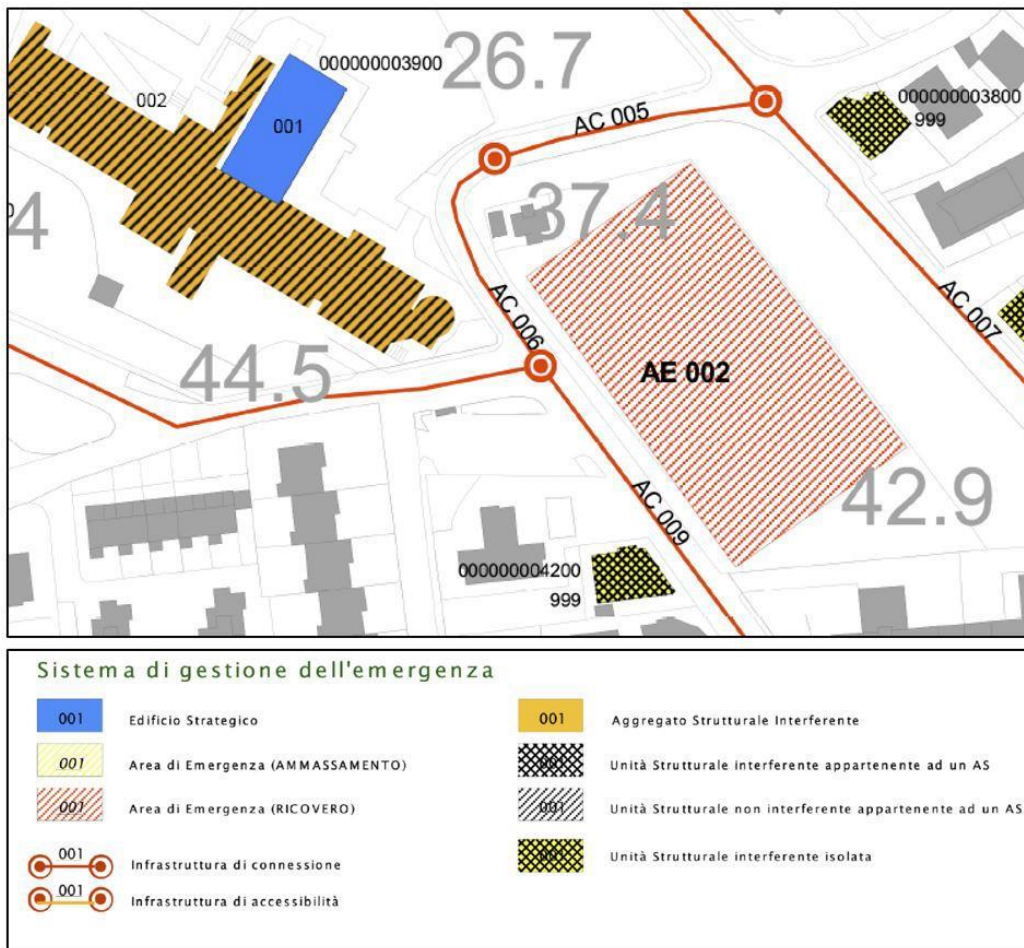 26.7
000000003900
002
001
AC 005
000000003800
999
37.4
4
AC 006
AC 007
44.5
AE 002
42.9
AC 009
000000004200
999
Sistema di gestione dell'emergenza
001 Edificio Strategico
001 Area di Emergenza (AMMASSAMENTO)
001 Area di Emergenza (RICOVERO)
001 Infrastruttura di connessione
001 Infrastruttura di accessibilità
001 Aggregato Strutturale Interferente
001 Unità Strutturale interferente appartenente ad un AS
001 Unità Strutturale non interferente appartenente ad un AS
001 Unità Strutturale interferente isolata